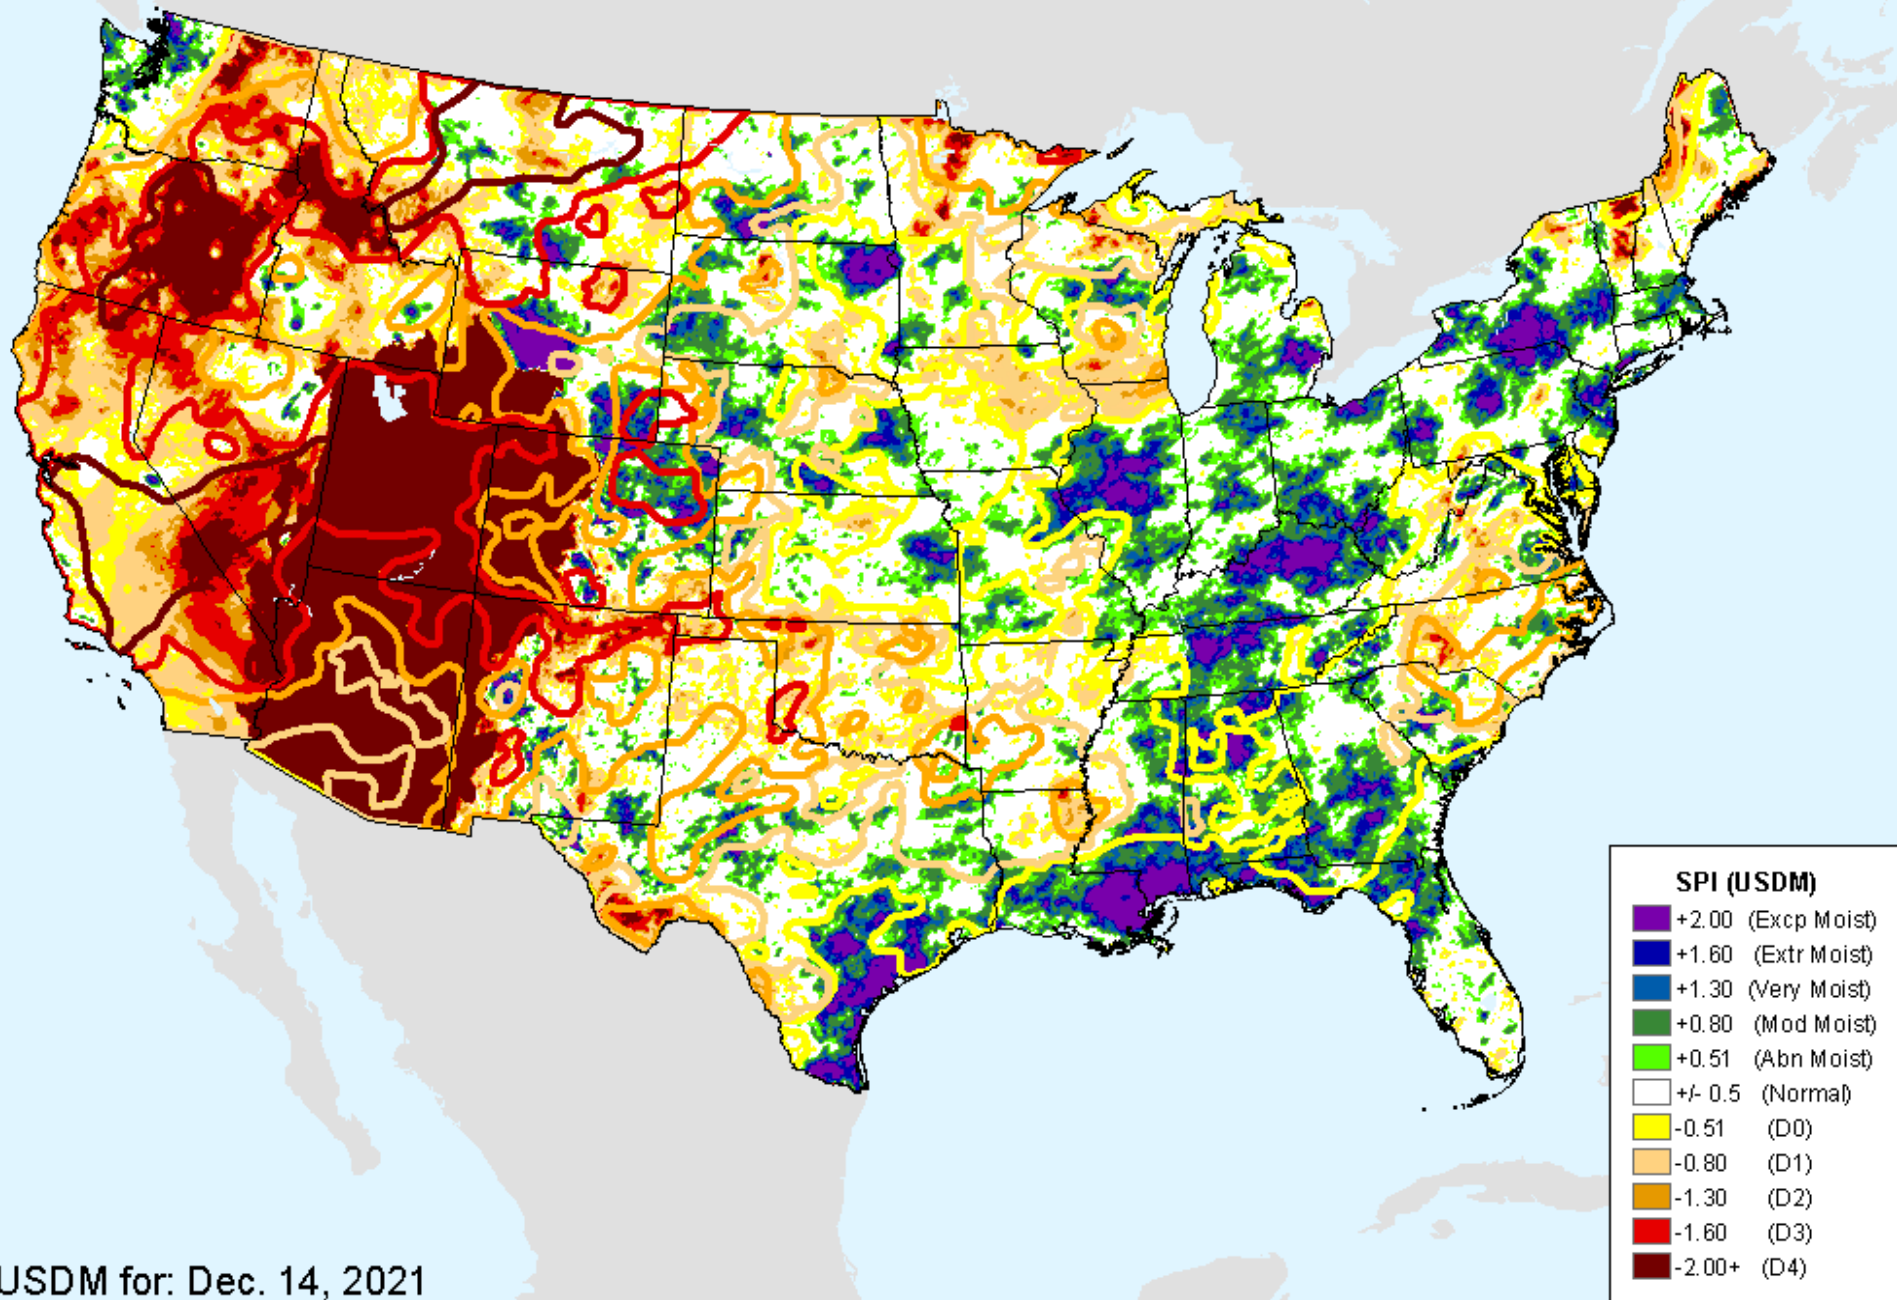 SPI (USDM)
+2.00 (Excp Moist)
+1.60 (Extr Moist)
+1.30 (Very Moist)
+0.80 (Mod Moist)
+0.51 (Abn Moist)
+/- 0.5 (Normal)
-0.51 (D0)
-0.80 (D1)
-1.30 (D2)
-1.60 (D3)
-2.00+ (D4)
USDM for: Dec. 14, 2021